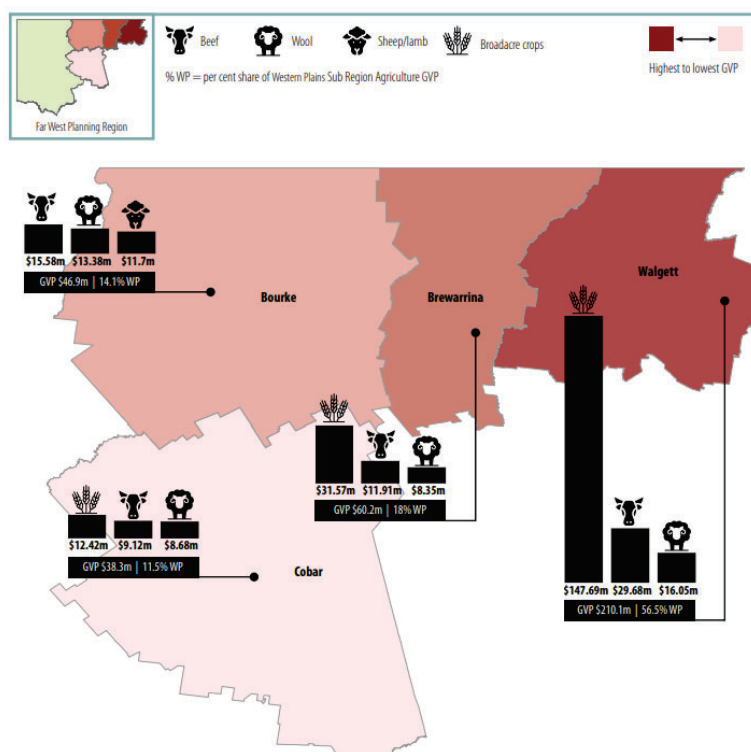 Beef
Wool
Sheep/lamb
Broadacre crops
% WP = per cent share of Western Plains Sub Region Agriculture GVP
Highest to lowest GVP
Far West Planning Region
$15.58m $13.38m $11.7m
GVP $46.9m | 14.1% WP
Bourke
Brewarrina
Walgett
$31.57m $11.91m $8.35m
GVP $60.2m | 18% WP
$12.42m $9.12m $8.68m
GVP $38.3m | 11.5% WP
Cobar
$147.69m $29.68m $16.05m
GVP $210.1m | 56.5% WP